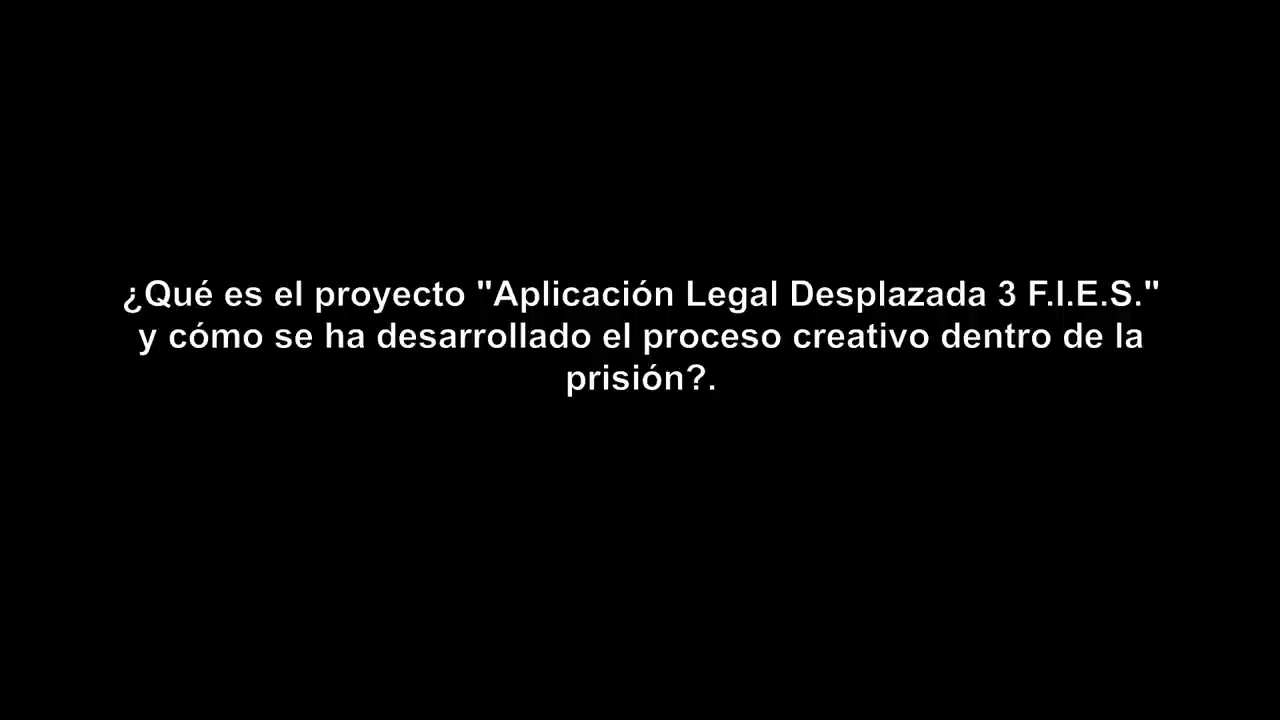 ¿Qué es el proyecto "Aplicación Legal Desplazada 3 F.I.E.S."
y cómo se ha desarrollado el proceso creativo dentro de la
prisión?.